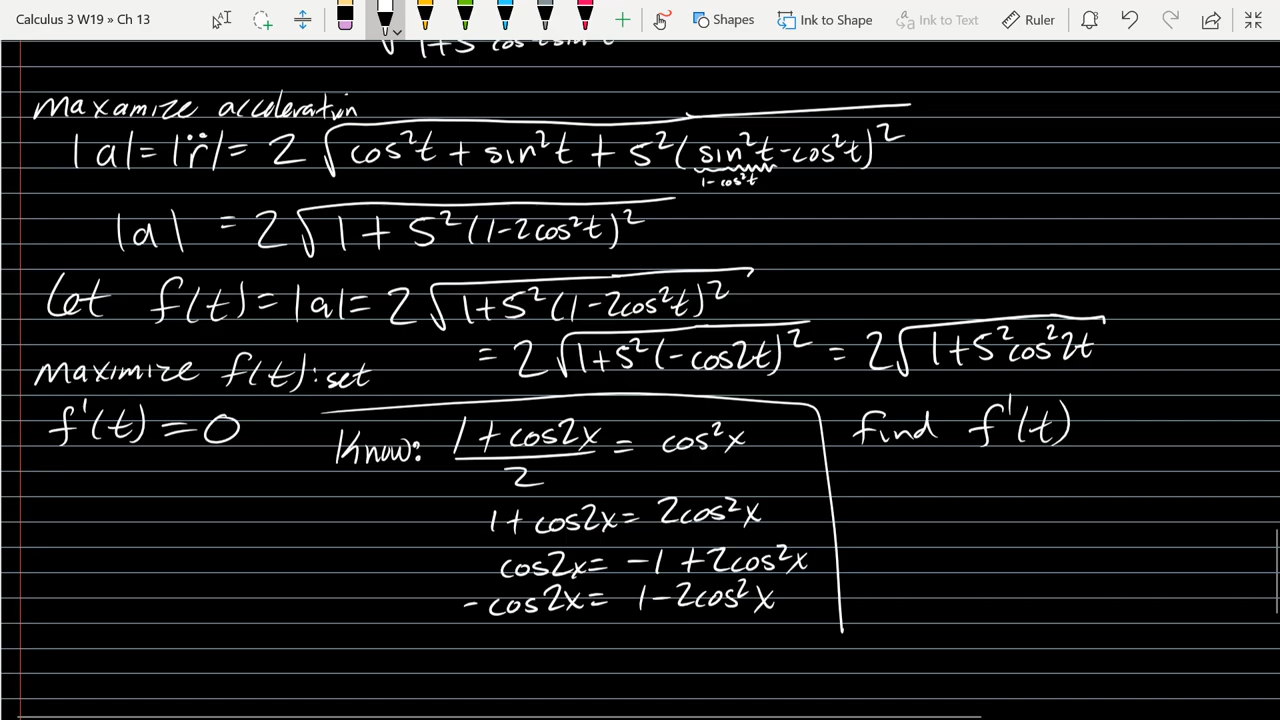 Calculus 3 W19 » Ch 13
Shapes Ink to Shape Ink to Text Ruler
Maxamize acceleration
|a|=|r̈|= 2 √(cos²t + sin²t + 5²(sin²t - cos²t)²)
1-cos²t
|a| = 2√(1 + 5²(1-2cos²t)²)
Let f(t) = |a| = 2√(1+5²(1-2cos²t)²)
= 2√(1+5²(-cos2t)²) = 2√(1+5²cos²2t)
Maximize f(t): set
f'(t) = 0
Know: (1+cos2x)/2 = cos²x
1+cos2x = 2cos²x
cos2x = -1 + 2cos²x
-cos2x = 1-2cos²x
find f'(t)